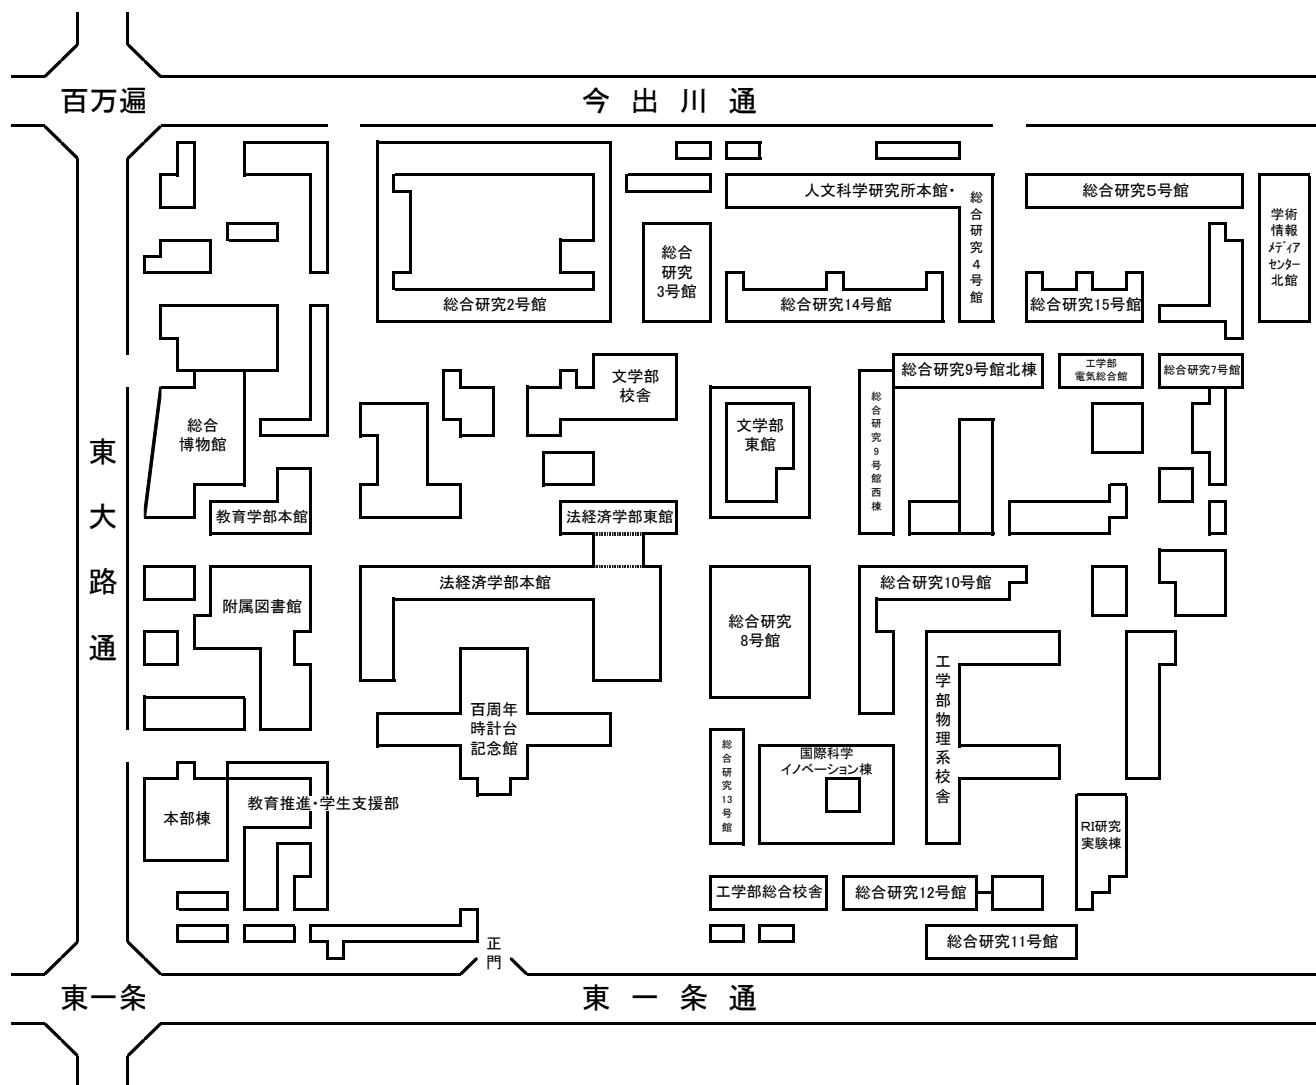 百万遍
今出川通
人文科学研究所本館・
総合研究4号館
総合研究5号館
学術
情報
メディア
センター
北館
総合
研究
3号館
総合研究2号館
総合研究14号館
総合研究15号館
文学部
校舎
総合研究9号館北棟
工学部
電気総合館
総合研究7号館
総合
博物館
文学部
東館
総合研究9号館西棟
東大路通
教育学部本館
法経済学部東館
附属図書館
法経済学部本館
総合研究
8号館
総合研究10号館
工学部物理系校舎
百周年
時計台
記念館
総合研究13号館
国際科学
イノベーション棟
本部棟
教育推進・学生支援部
RI研究
実験棟
工学部総合校舎
総合研究12号館
総合研究11号館
正門
東一条
東一条通